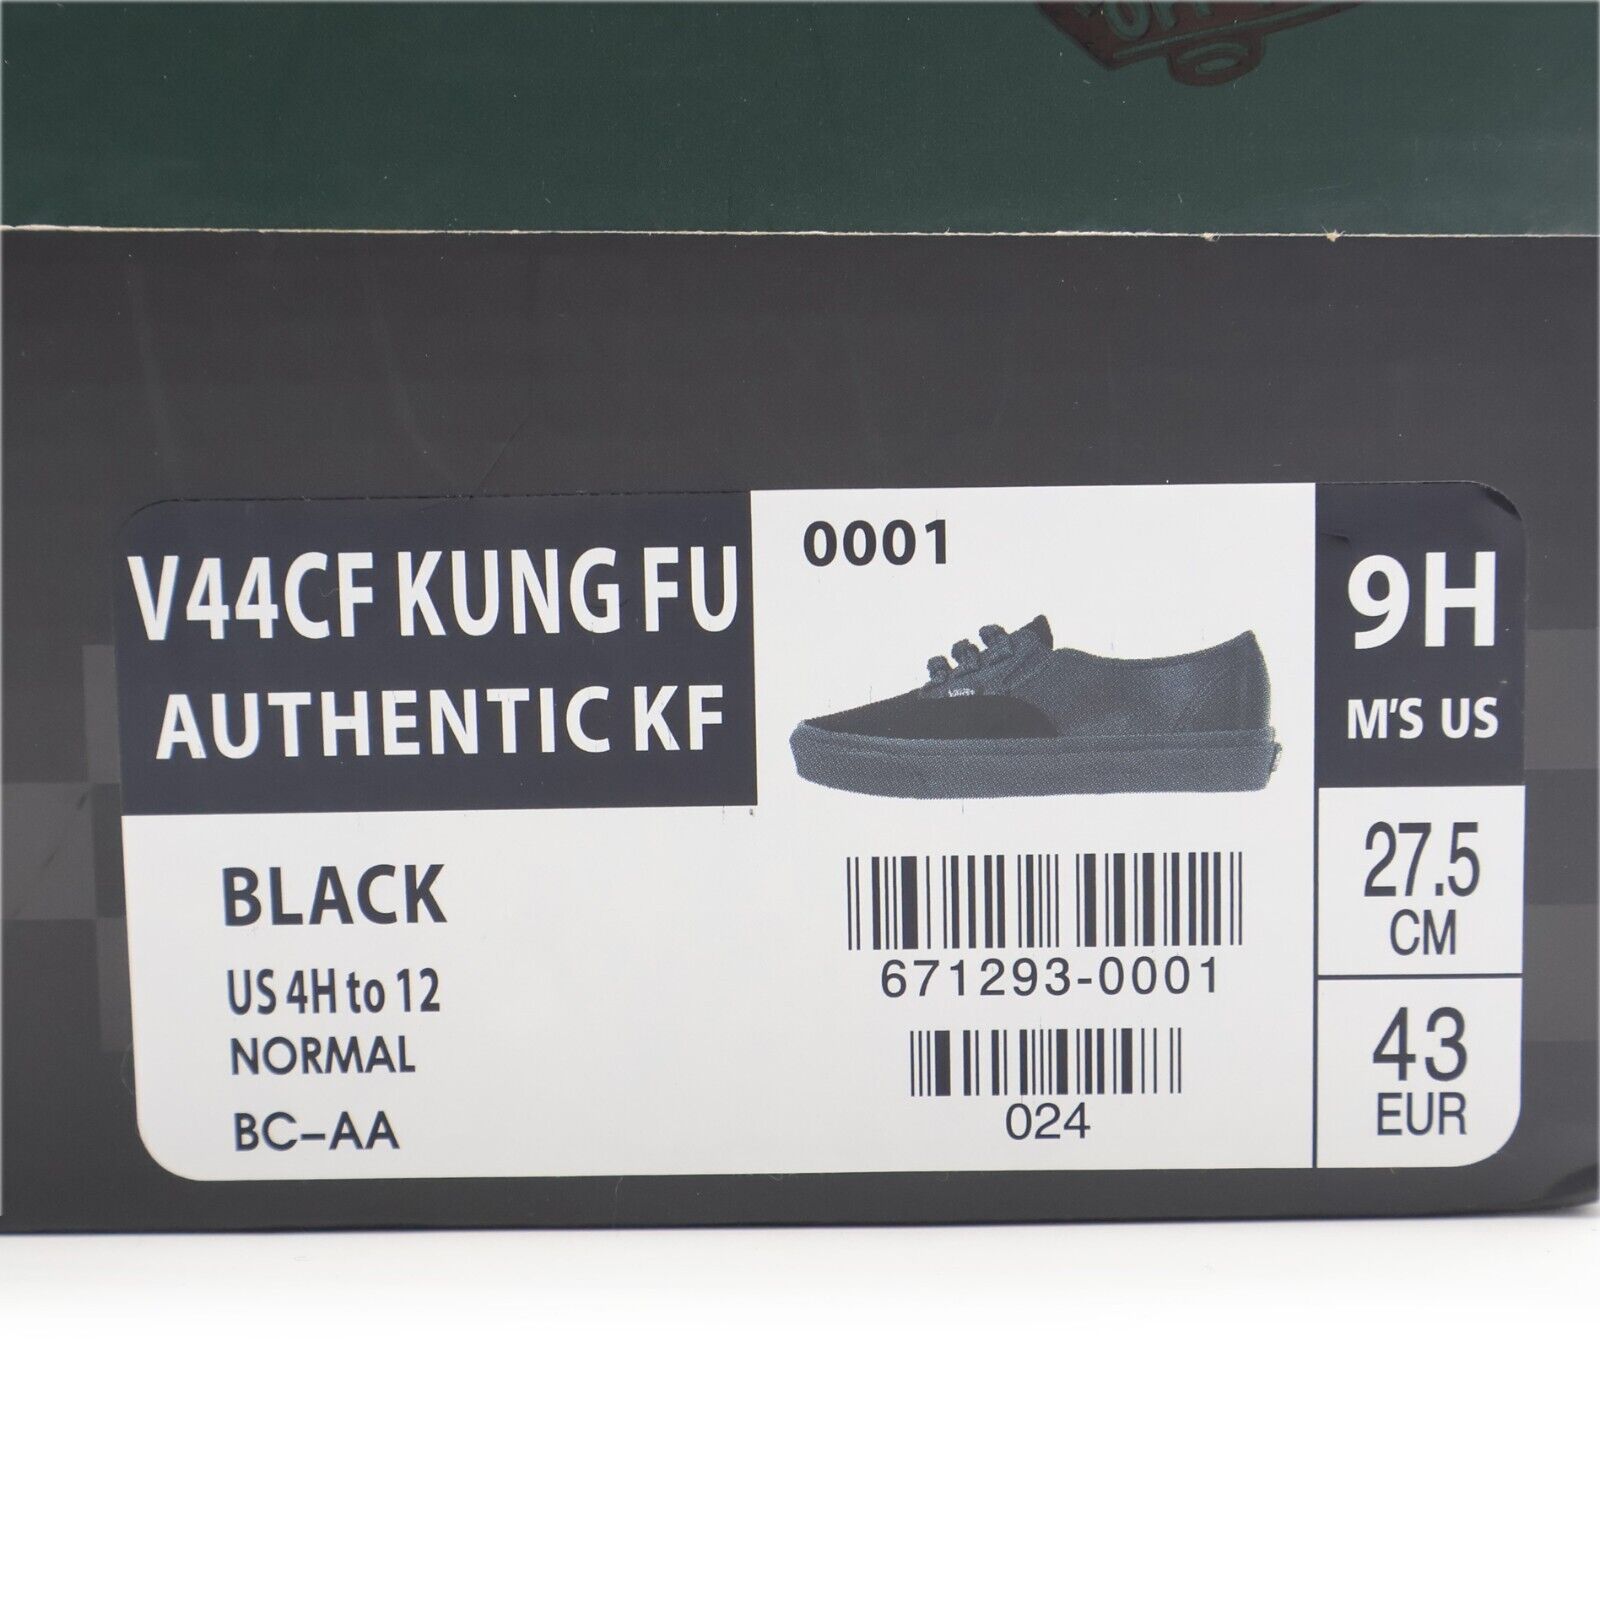 V44CF KUNG FU
AUTHENTIC KF
0001
9H
M'S US
BLACK
US 4H to 12
NORMAL
BC-AA
671293-0001
024
27.5
CM
43
EUR